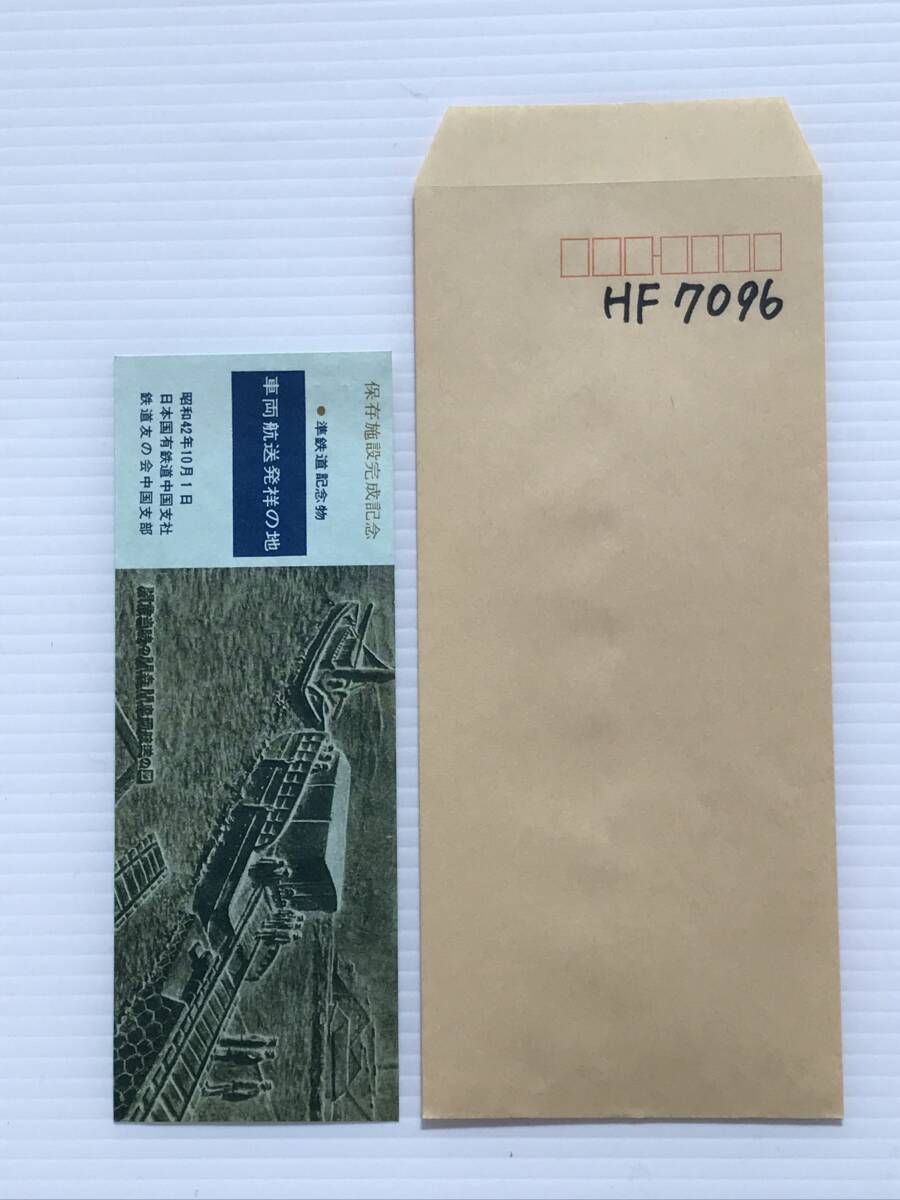 保存施設完成記念
●準鉄道記念物
車両航送発祥の地
昭和42年10月1日
日本国有鉄道中国支社
鉄道友の会中国支部
HF 7096